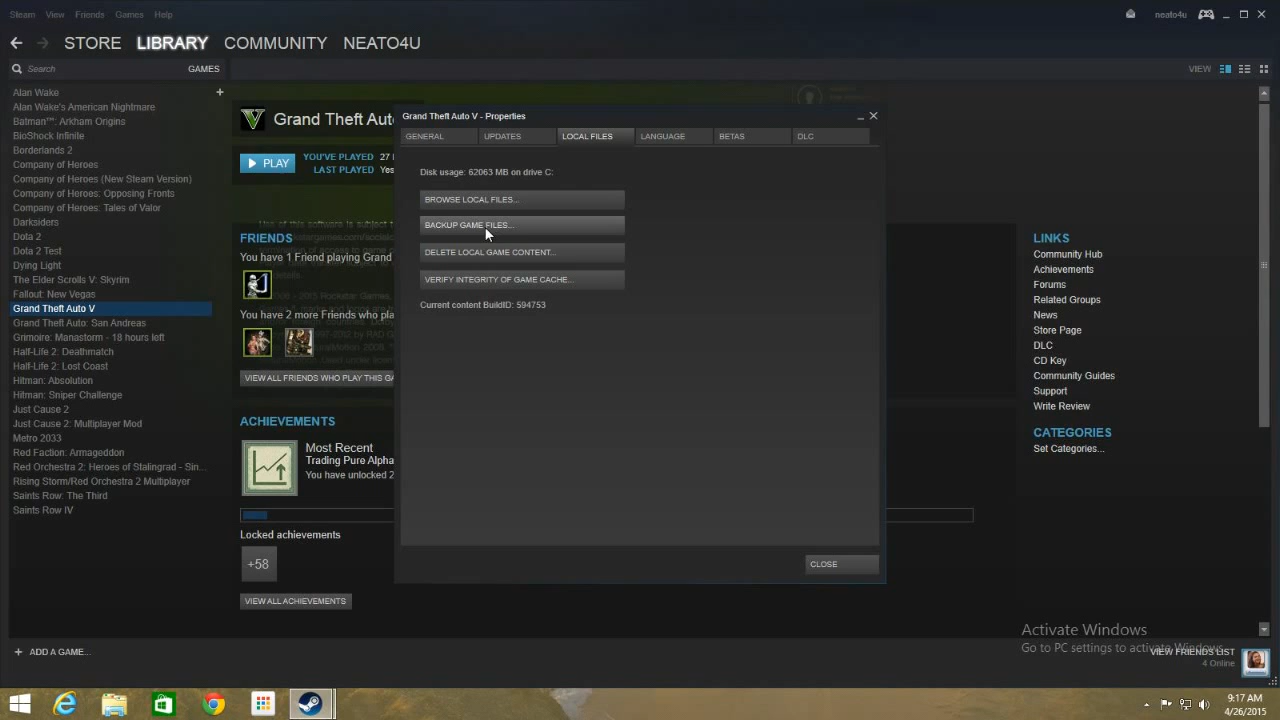 Steam View Friends Games Help
neato4u
STORE LIBRARY COMMUNITY NEATO4U
Search GAMES
VIEW
Alan Wake
Alan Wake's American Nightmare
Batman™: Arkham Origins
BioShock Infinite
Borderlands 2
Company of Heroes
Company of Heroes (New Steam Version)
Company of Heroes: Opposing Fronts
Company of Heroes: Tales of Valor
Darksiders
Dota 2
Dota 2 Test
Dying Light
The Elder Scrolls V: Skyrim
Fallout: New Vegas
Grand Theft Auto V
Grand Theft Auto: San Andreas
Grimoire: Manastorm - 18 hours left
Half-Life 2: Deathmatch
Half-Life 2: Lost Coast
Hitman: Absolution
Hitman: Sniper Challenge
Just Cause 2
Just Cause 2: Multiplayer Mod
Metro 2033
Red Faction: Armageddon
Red Orchestra 2: Heroes of Stalingrad - Sin...
Rising Storm/Red Orchestra 2 Multiplayer
Saints Row: The Third
Saints Row IV
+ ADD A GAME...
Grand Theft Auto
PLAY
YOU'VE PLAYED 27
LAST PLAYED Yes
FRIENDS
You have 1 Friend playing Grand
You have 2 more Friends who pla
VIEW ALL FRIENDS WHO PLAY THIS GA
ACHIEVEMENTS
Most Recent
Trading Pure Alpha
You have unlocked 2
Locked achievements
+58
VIEW ALL ACHIEVEMENTS
Grand Theft Auto V - Properties
GENERAL UPDATES LOCAL FILES LANGUAGE BETAS DLC
Disk usage: 62063 MB on drive C:
BROWSE LOCAL FILES...
BACKUP GAME FILES...
DELETE LOCAL GAME CONTENT...
VERIFY INTEGRITY OF GAME CACHE...
Current content BuildID: 594753
CLOSE
LINKS
Community Hub
Achievements
Forums
Related Groups
News
Store Page
DLC
CD Key
Community Guides
Support
Write Review
CATEGORIES
Set Categories...
Activate Windows
Go to PC settings to activate Windows.
VIEW FRIENDS LIST
4 Online
9:17 AM
4/26/2015